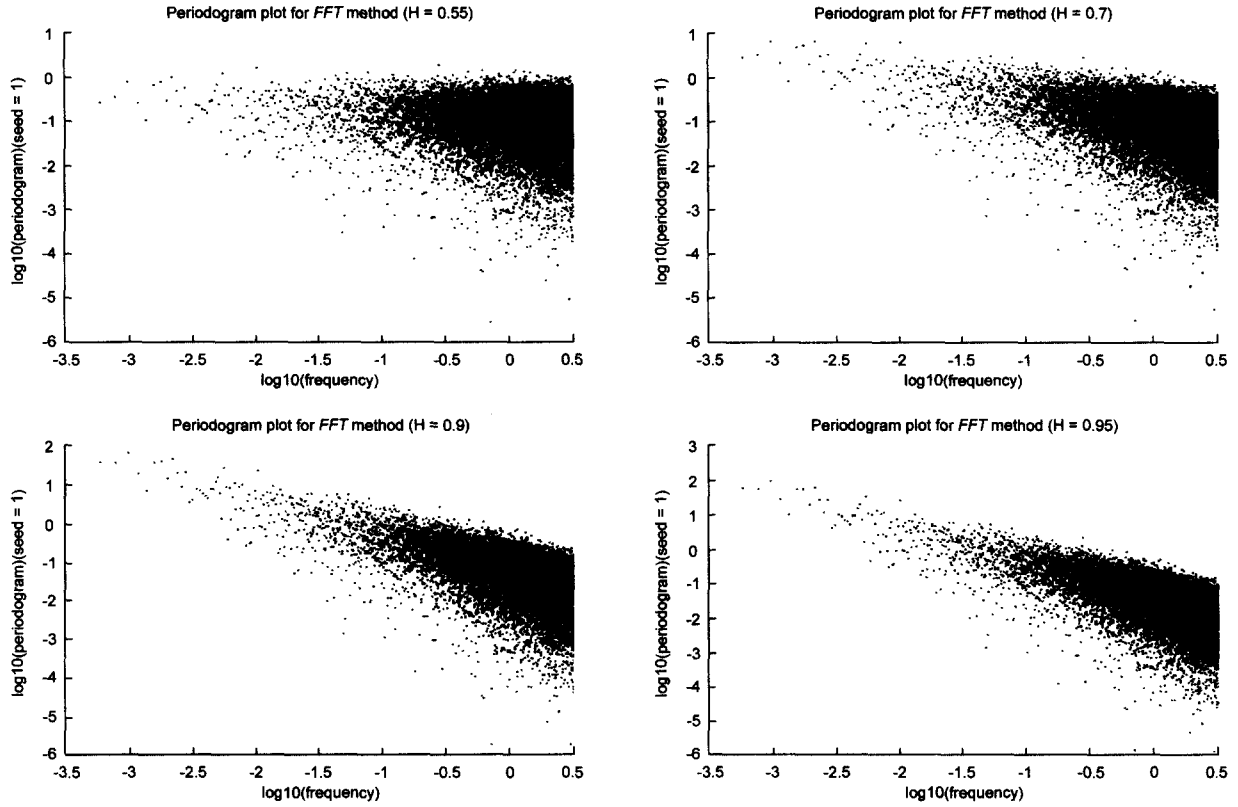 Periodogram plot for FFT method (H = 0.55)
log10(periodogram)(seed = 1)
1
0
-1
-2
-3
-4
-5
-6
-3.5 -3 -2.5 -2 -1.5 -1 -0.5 0 0.5
log10(frequency)
Periodogram plot for FFT method (H = 0.7)
log10(periodogram)(seed = 1)
1
0
-1
-2
-3
-4
-5
-6
-3.5 -3 -2.5 -2 -1.5 -1 -0.5 0 0.5
log10(frequency)
Periodogram plot for FFT method (H = 0.9)
log10(periodogram)(seed = 1)
2
1
0
-1
-2
-3
-4
-5
-6
-3.5 -3 -2.5 -2 -1.5 -1 -0.5 0 0.5
log10(frequency)
Periodogram plot for FFT method (H = 0.95)
log10(periodogram)(seed = 1)
3
2
1
0
-1
-2
-3
-4
-5
-6
-3.5 -3 -2.5 -2 -1.5 -1 -0.5 0 0.5
log10(frequency)